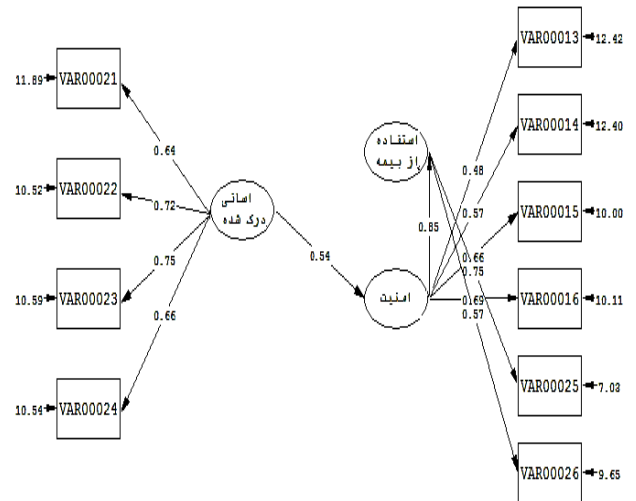 VAR00013
12.42
11.89
VAR00021
VAR00014
12.40
استفاده
از بیمه
0.64
0.48
10.52
VAR00022
0.72
اسانی
درک شده
0.57
VAR00015
10.00
0.85
0.54
0.66
0.75
10.59
VAR00023
0.75
امنیت
0.69
VAR00016
10.11
0.57
0.66
VAR00025
7.03
10.54
VAR00024
VAR00026
9.65